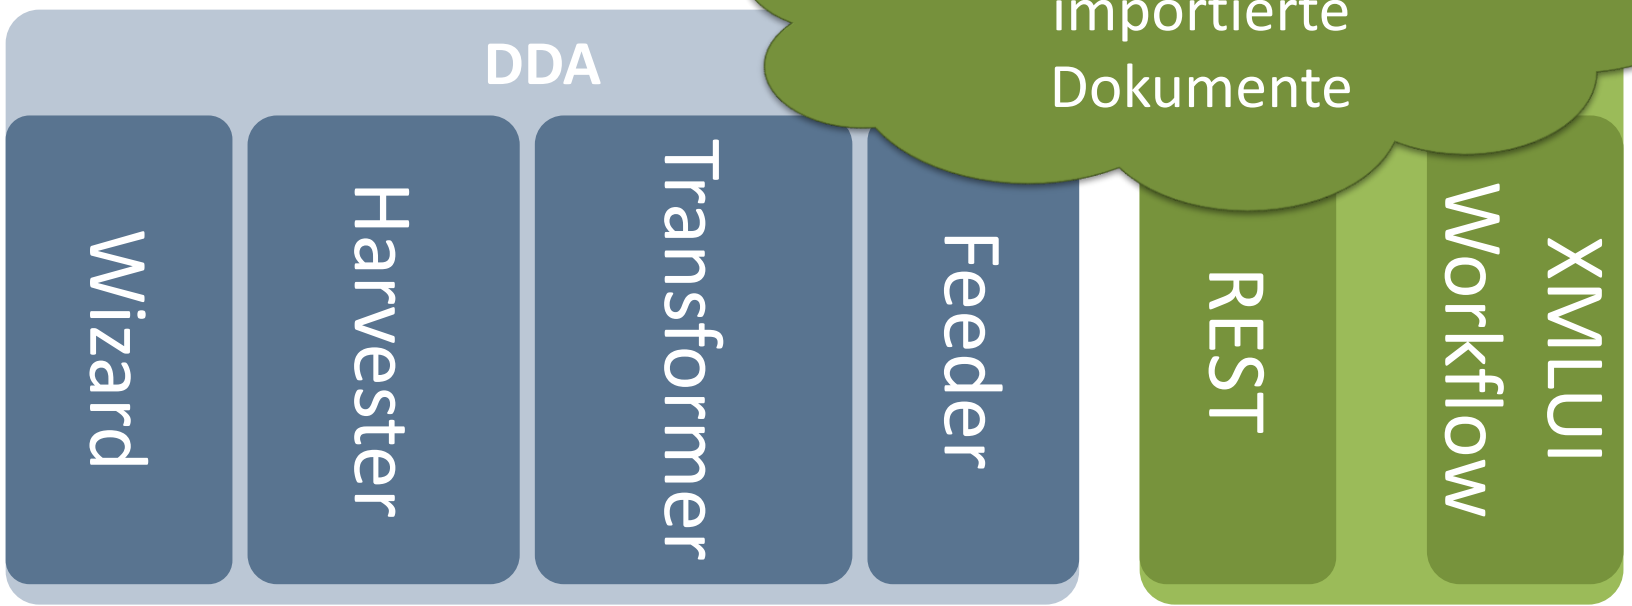 importierte
Dokumente
DDA
Wizard
Harvester
Transformer
Feeder
REST
XMLUI
Workflow